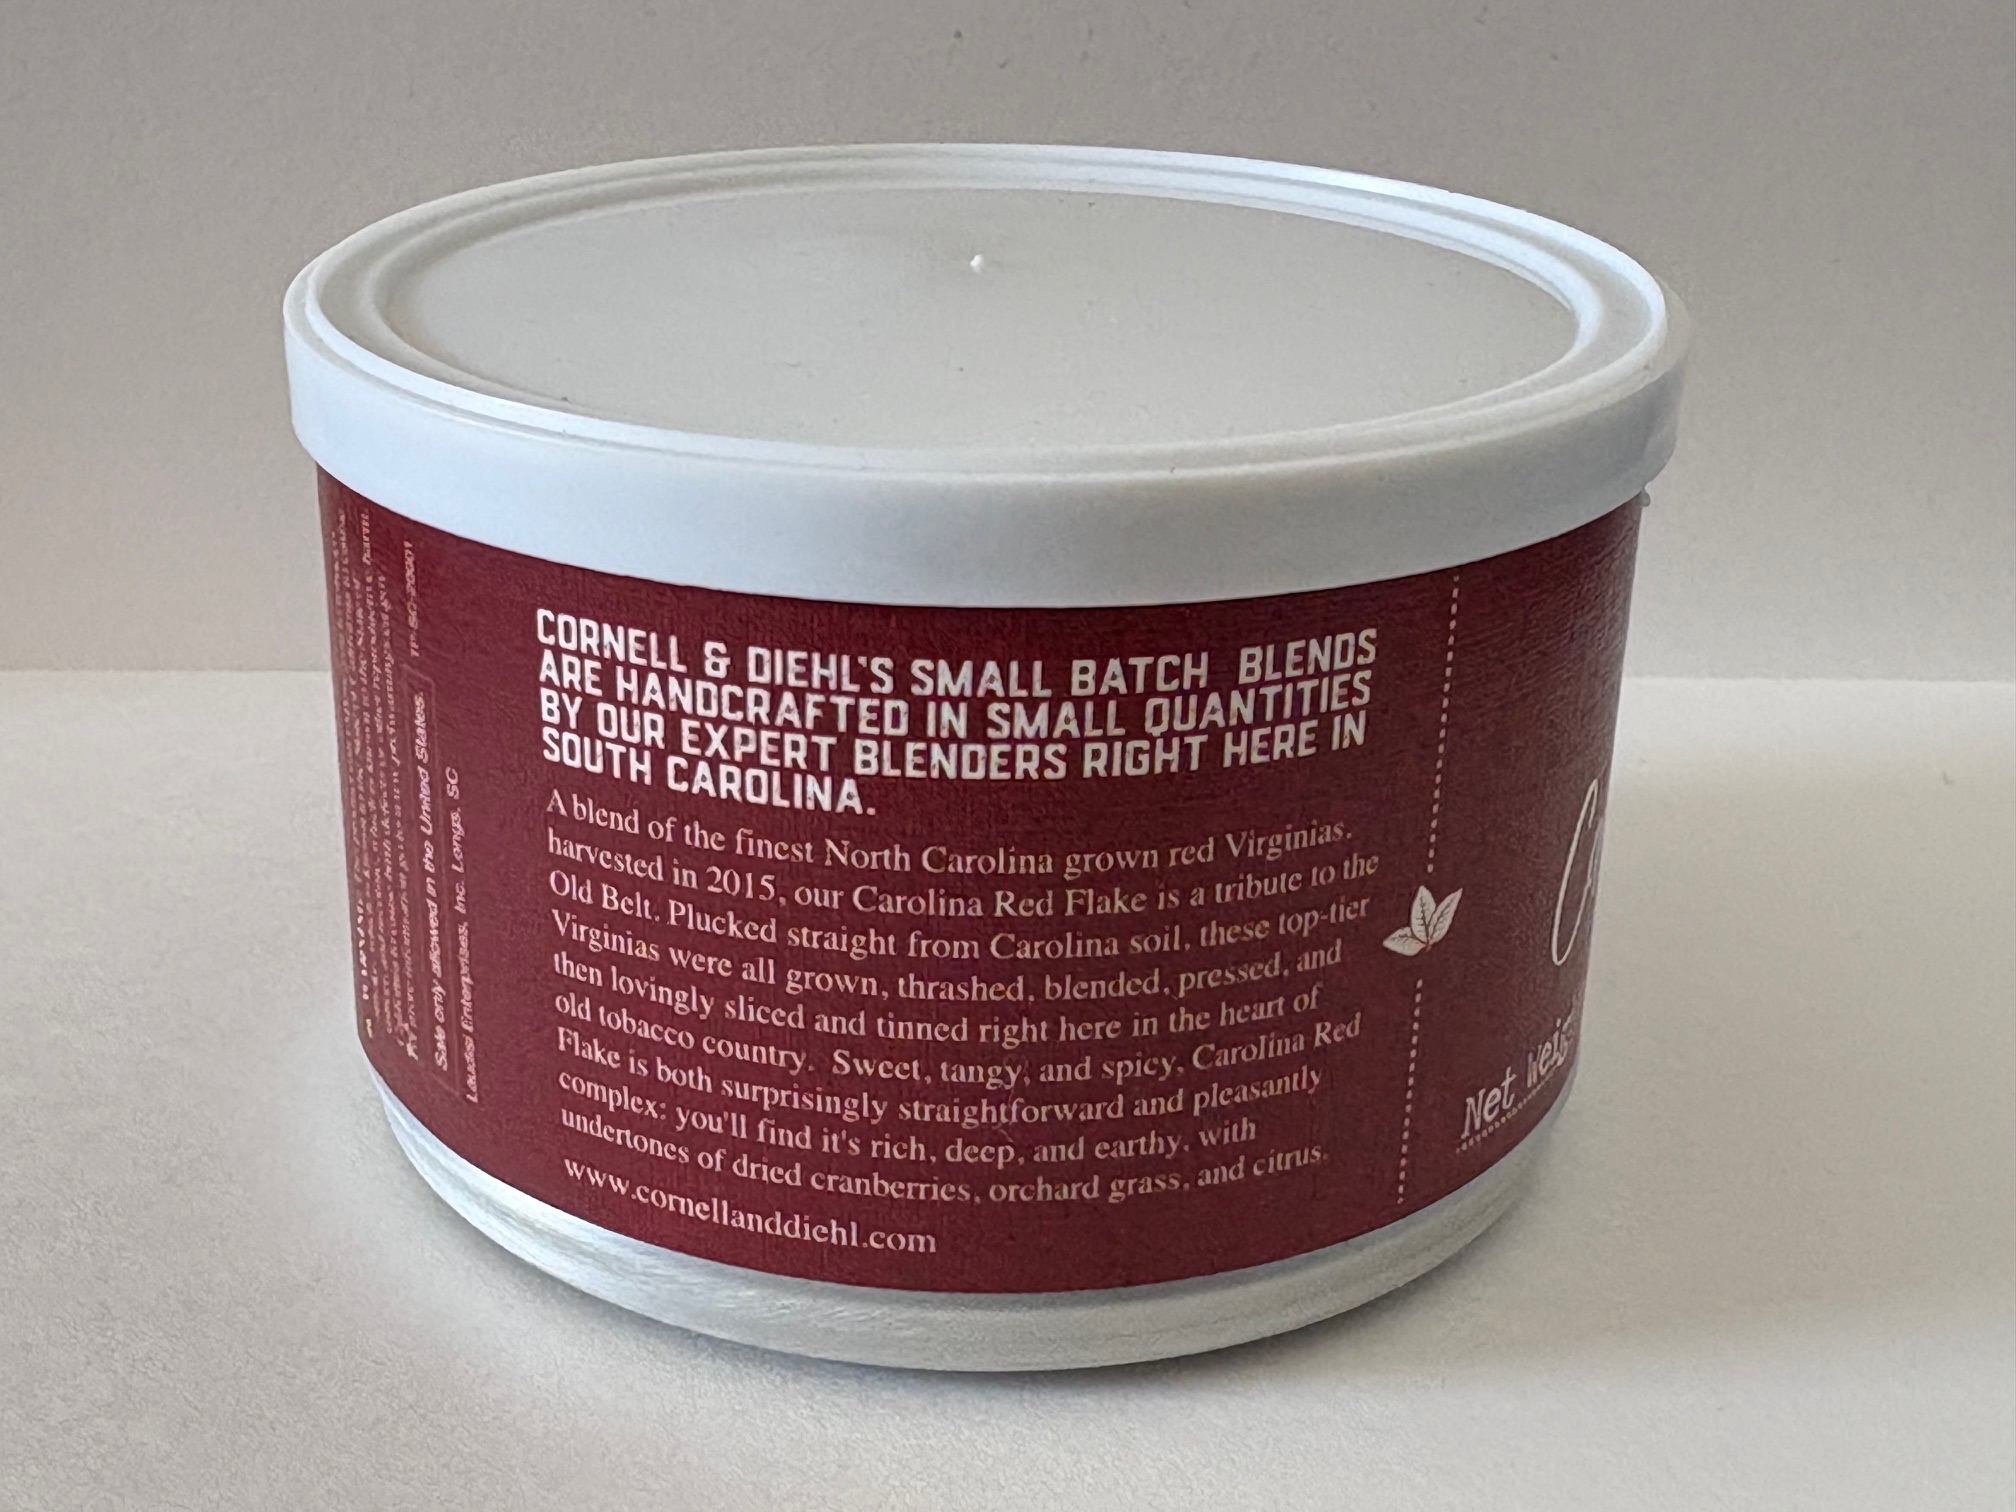 CORNELL & DIEHL'S SMALL BATCH BLENDS
ARE HANDCRAFTED IN SMALL QUANTITIES
BY OUR EXPERT BLENDERS RIGHT HERE IN
SOUTH CAROLINA.
A blend of the finest North Carolina grown red Virginias,
harvested in 2015, our Carolina Red Flake is a tribute to the
Old Belt. Plucked straight from Carolina soil, these top-tier
Virginias were all grown, thrashed, blended, pressed, and
then lovingly sliced and tinned right here in the heart of
old tobacco country. Sweet, tangy, and spicy, Carolina Red
Flake is both surprisingly straightforward and pleasantly
complex: you'll find it's rich, deep, and earthy, with
undertones of dried cranberries, orchard grass, and citrus.
www.cornellanddiehl.com
Sale only allowed in the United States.
Laudisi Enterprises, Inc. Longs, SC
Net